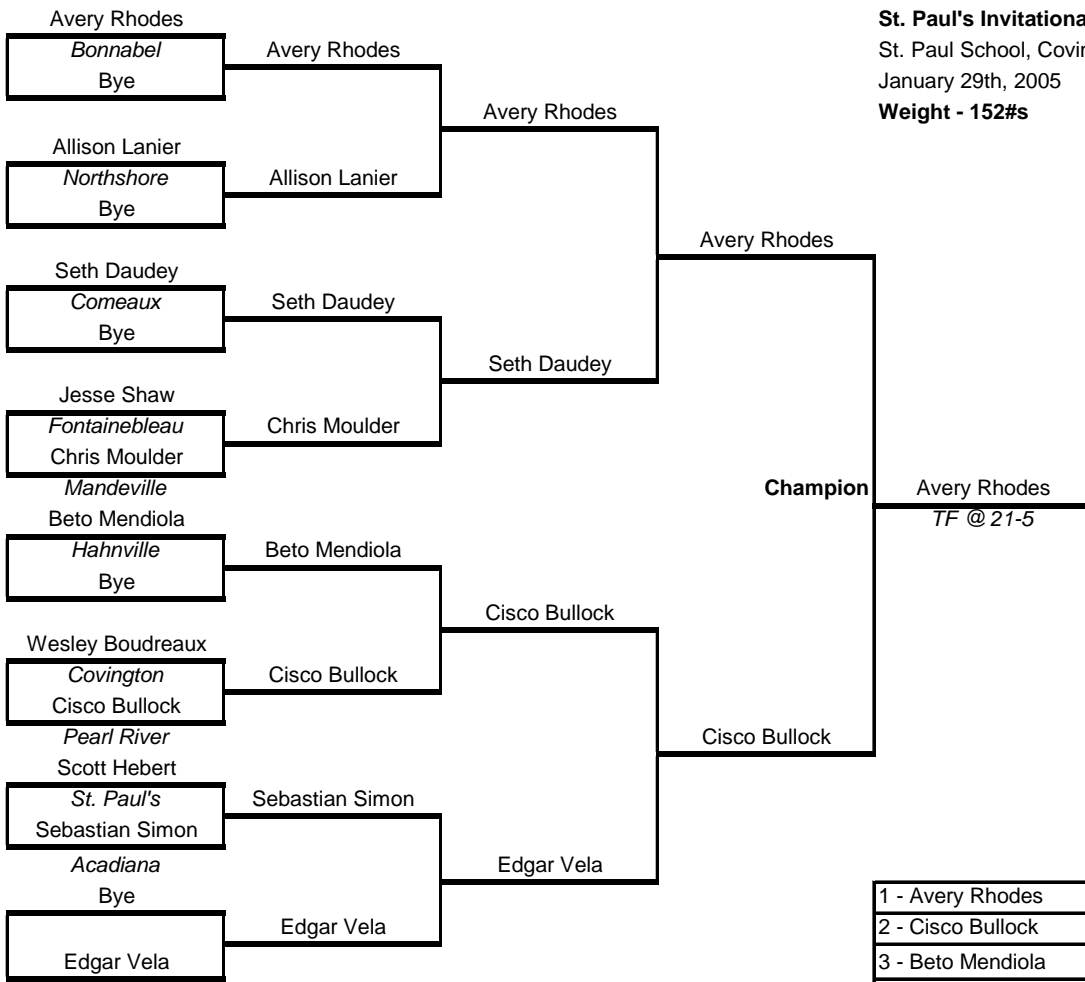 Avery Rhodes
Bonnabel
Bye
Allison Lanier
Northshore
Bye
Seth Daudey
Comeaux
Bye
Jesse Shaw
Fontainebleau
Chris Moulder
Mandeville
Beto Mendiola
Hahnville
Bye
Wesley Boudreaux
Covington
Cisco Bullock
Pearl River
Scott Hebert
St. Paul's
Sebastian Simon
Acadiana
Bye
Edgar Vela
Avery Rhodes
Allison Lanier
Seth Daudey
Chris Moulder
Beto Mendiola
Cisco Bullock
Sebastian Simon
Edgar Vela
Avery Rhodes
Seth Daudey
Cisco Bullock
Edgar Vela
Avery Rhodes
Cisco Bullock
Champion
Avery Rhodes
TF @ 21-5
St. Paul's
St. Paul School,
January 29th, 2005
Weight - 152#s
1 - Avery Rhodes
2 - Cisco Bullock
3 - Beto Mendiola